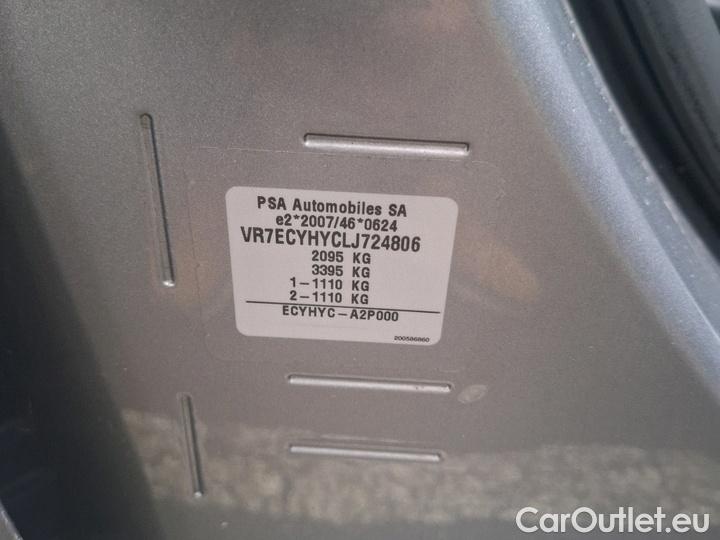 PSA Automobiles SA
e2*2007/46*0624
VR7ECYHYCLJ724806
2095 KG
3395 KG
1-1110 KG
2-1110 KG
ECYHYC-A2P000
200586860
CarOutlet.eu